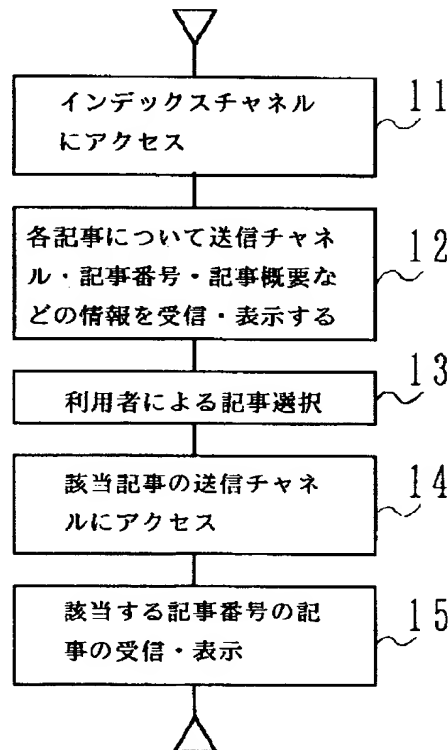 インデックスチャネル
にアクセス
11
各記事について送信チャネ
ル・記事番号・記事概要な
どの情報を受信・表示する
12
利用者による記事選択
13
該当記事の送信チャネ
ルにアクセス
14
該当する記事番号の記
事の受信・表示
15